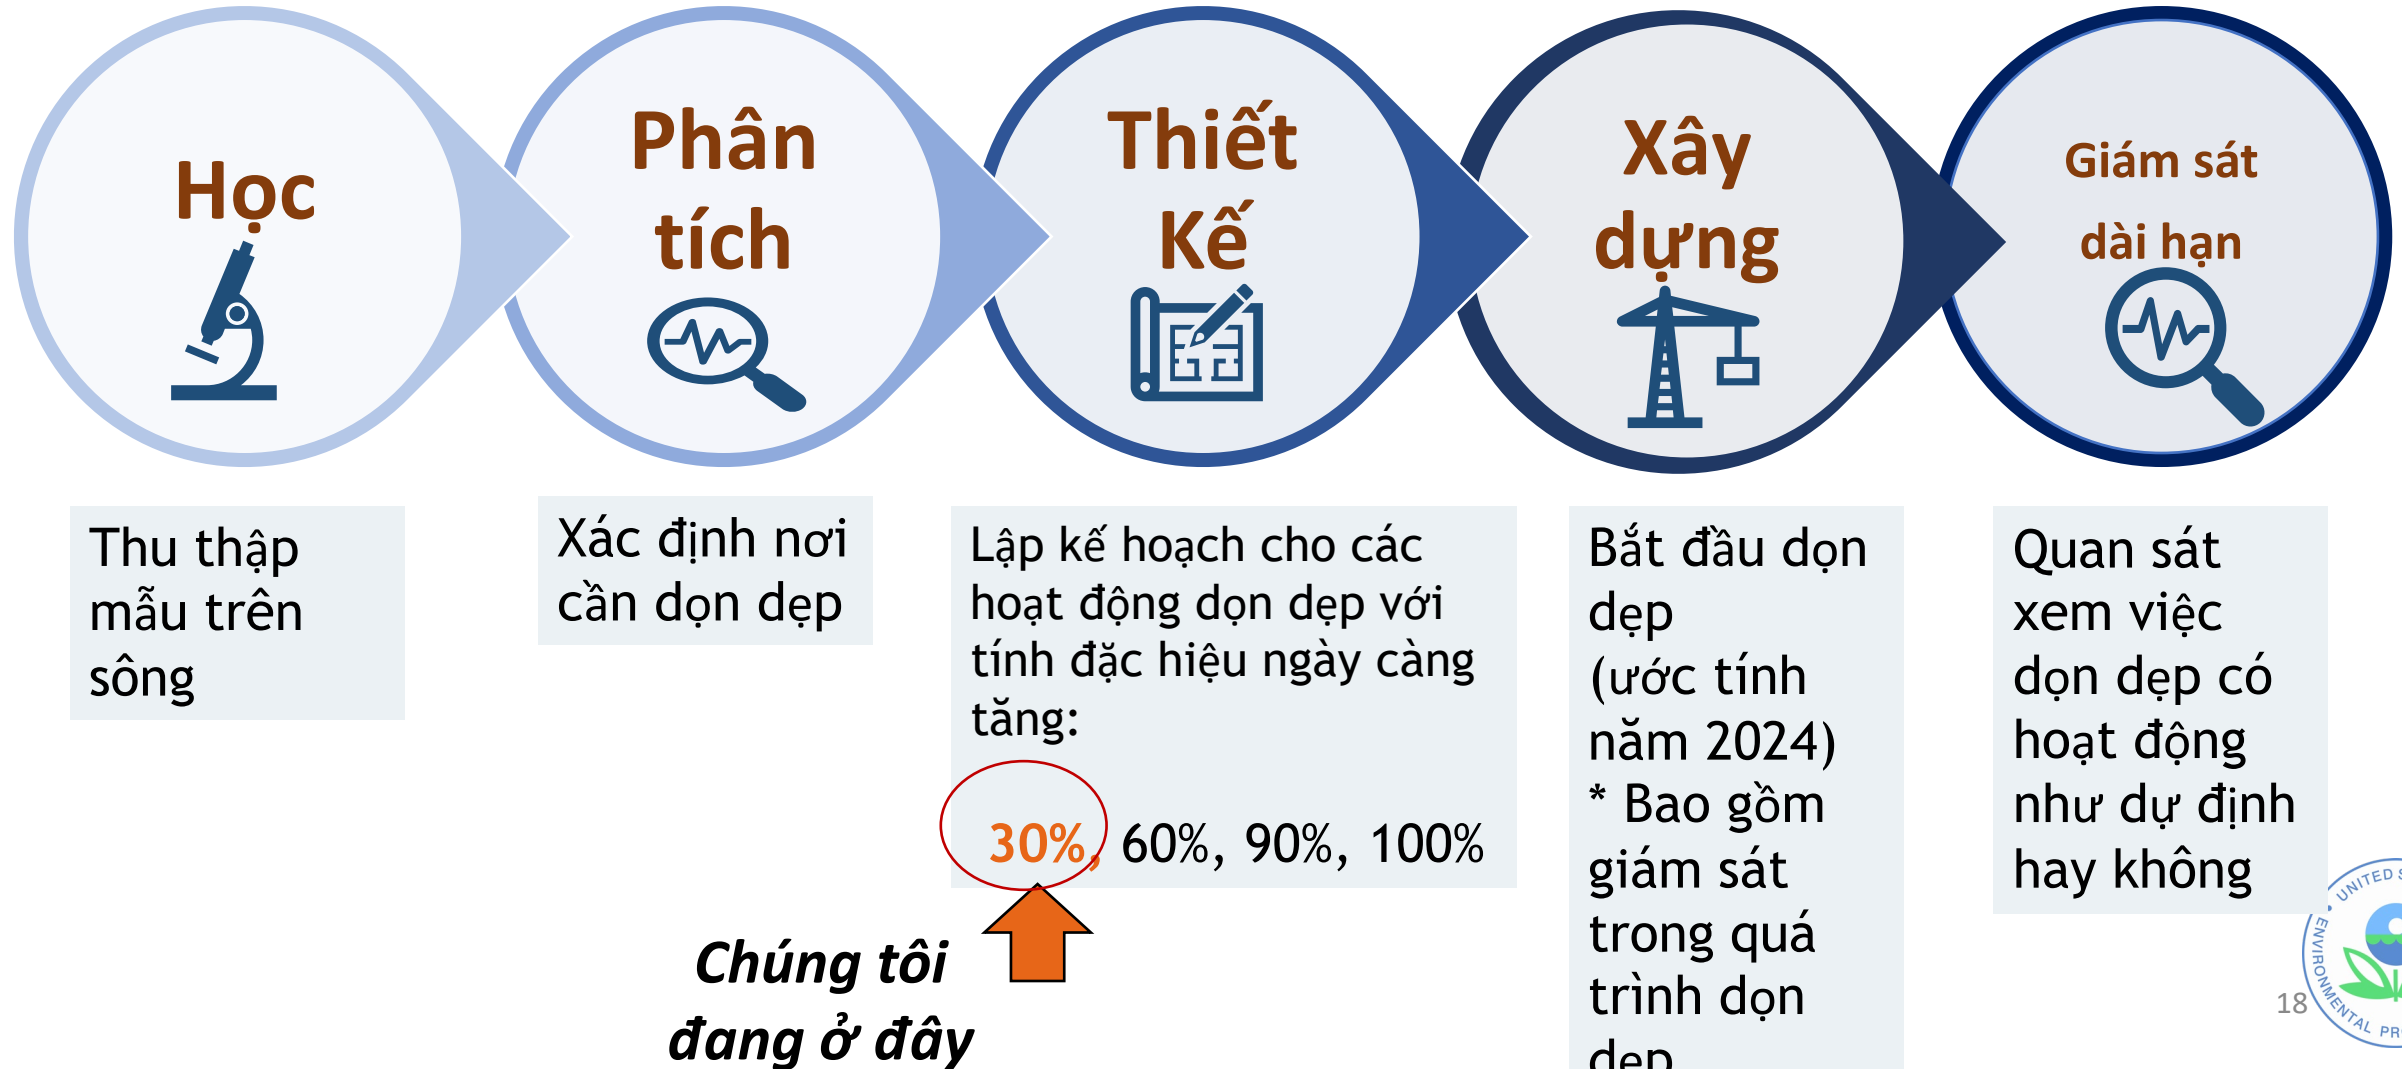 Học
Phân
tích
Thiết
Kế
Xây
dựng
Giám sát
dài hạn
Thu thập
mẫu trên
sông
Xác định nơi
cần dọn dẹp
Lập kế hoạch cho các
hoạt động dọn dẹp với
tính đặc hiệu ngày càng
tăng:
30%, 60%, 90%, 100%
Chúng tôi
đang ở đây
Bắt đầu dọn
dẹp
(ước tính
năm 2024)
* Bao gồm
giám sát
trong quá
trình dọn
dẹp
Quan sát
xem việc
dọn dẹp có
hoạt động
như dự định
hay không
UNITED S
ENVIRONMENTAL PR
18